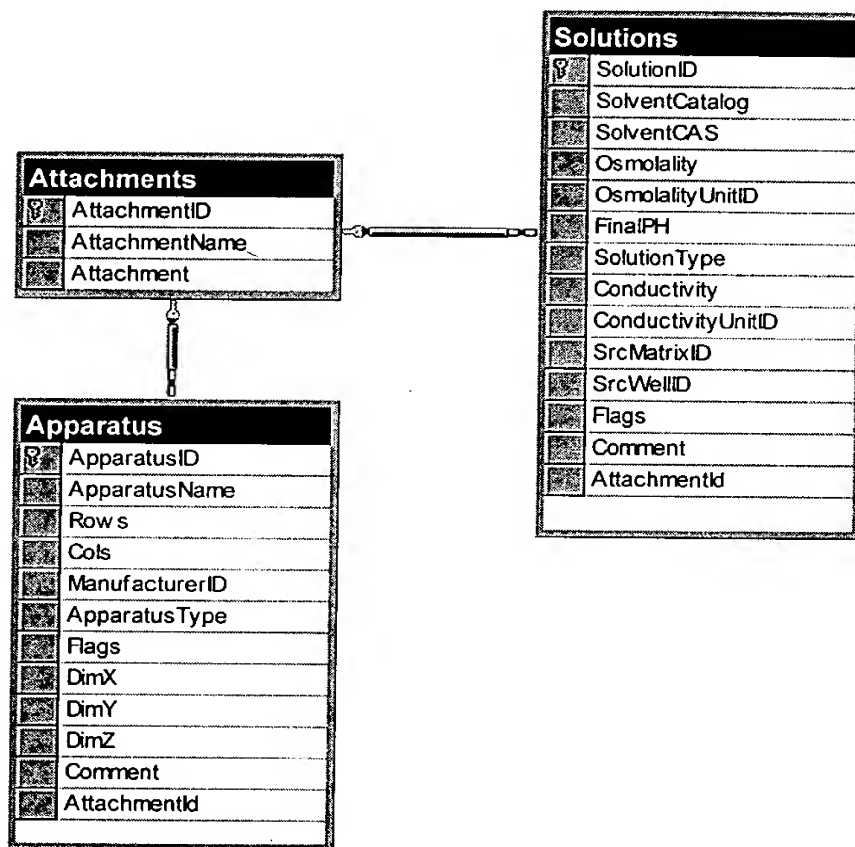 Solutions
SolutionID
SolventCatalog
SolventCAS
Osmolality
OsmolalityUnitID
FinalPH
SolutionType
Conductivity
ConductivityUnitID
SrcMatrixID
SrcWellID
Flags
Comment
AttachmentId
Attachments
AttachmentID
AttachmentName
Attachment
Apparatus
ApparatusID
ApparatusName
Rows
Cols
ManufacturerID
ApparatusType
Flags
DimX
DimY
DimZ
Comment
AttachmentId